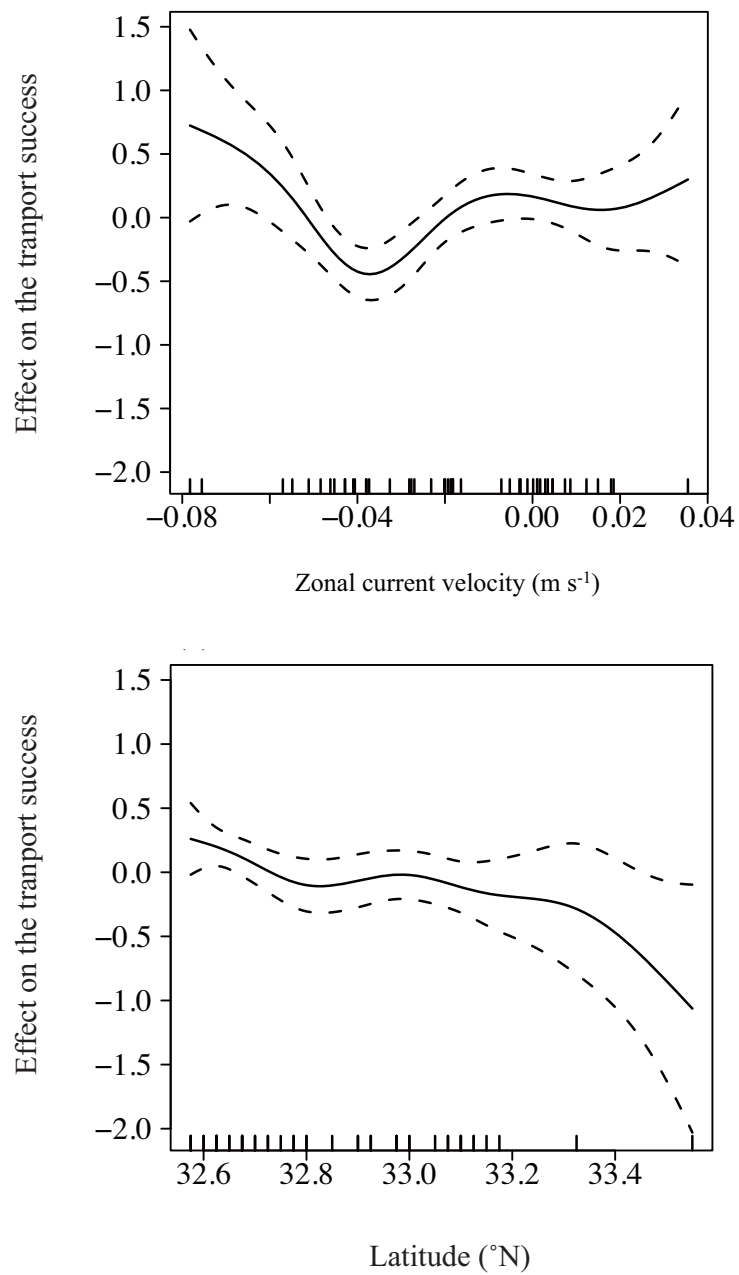 Effect on the tranport success
1.5
1.0
0.5
0.0
−0.5
−1.0
−1.5
−2.0
−0.08 −0.04 0.00 0.02 0.04
Zonal current velocity (m s-1)
Effect on the tranport success
1.5
1.0
0.5
0.0
−0.5
−1.0
−1.5
−2.0
32.6 32.8 33.0 33.2 33.4
Latitude (˚N)